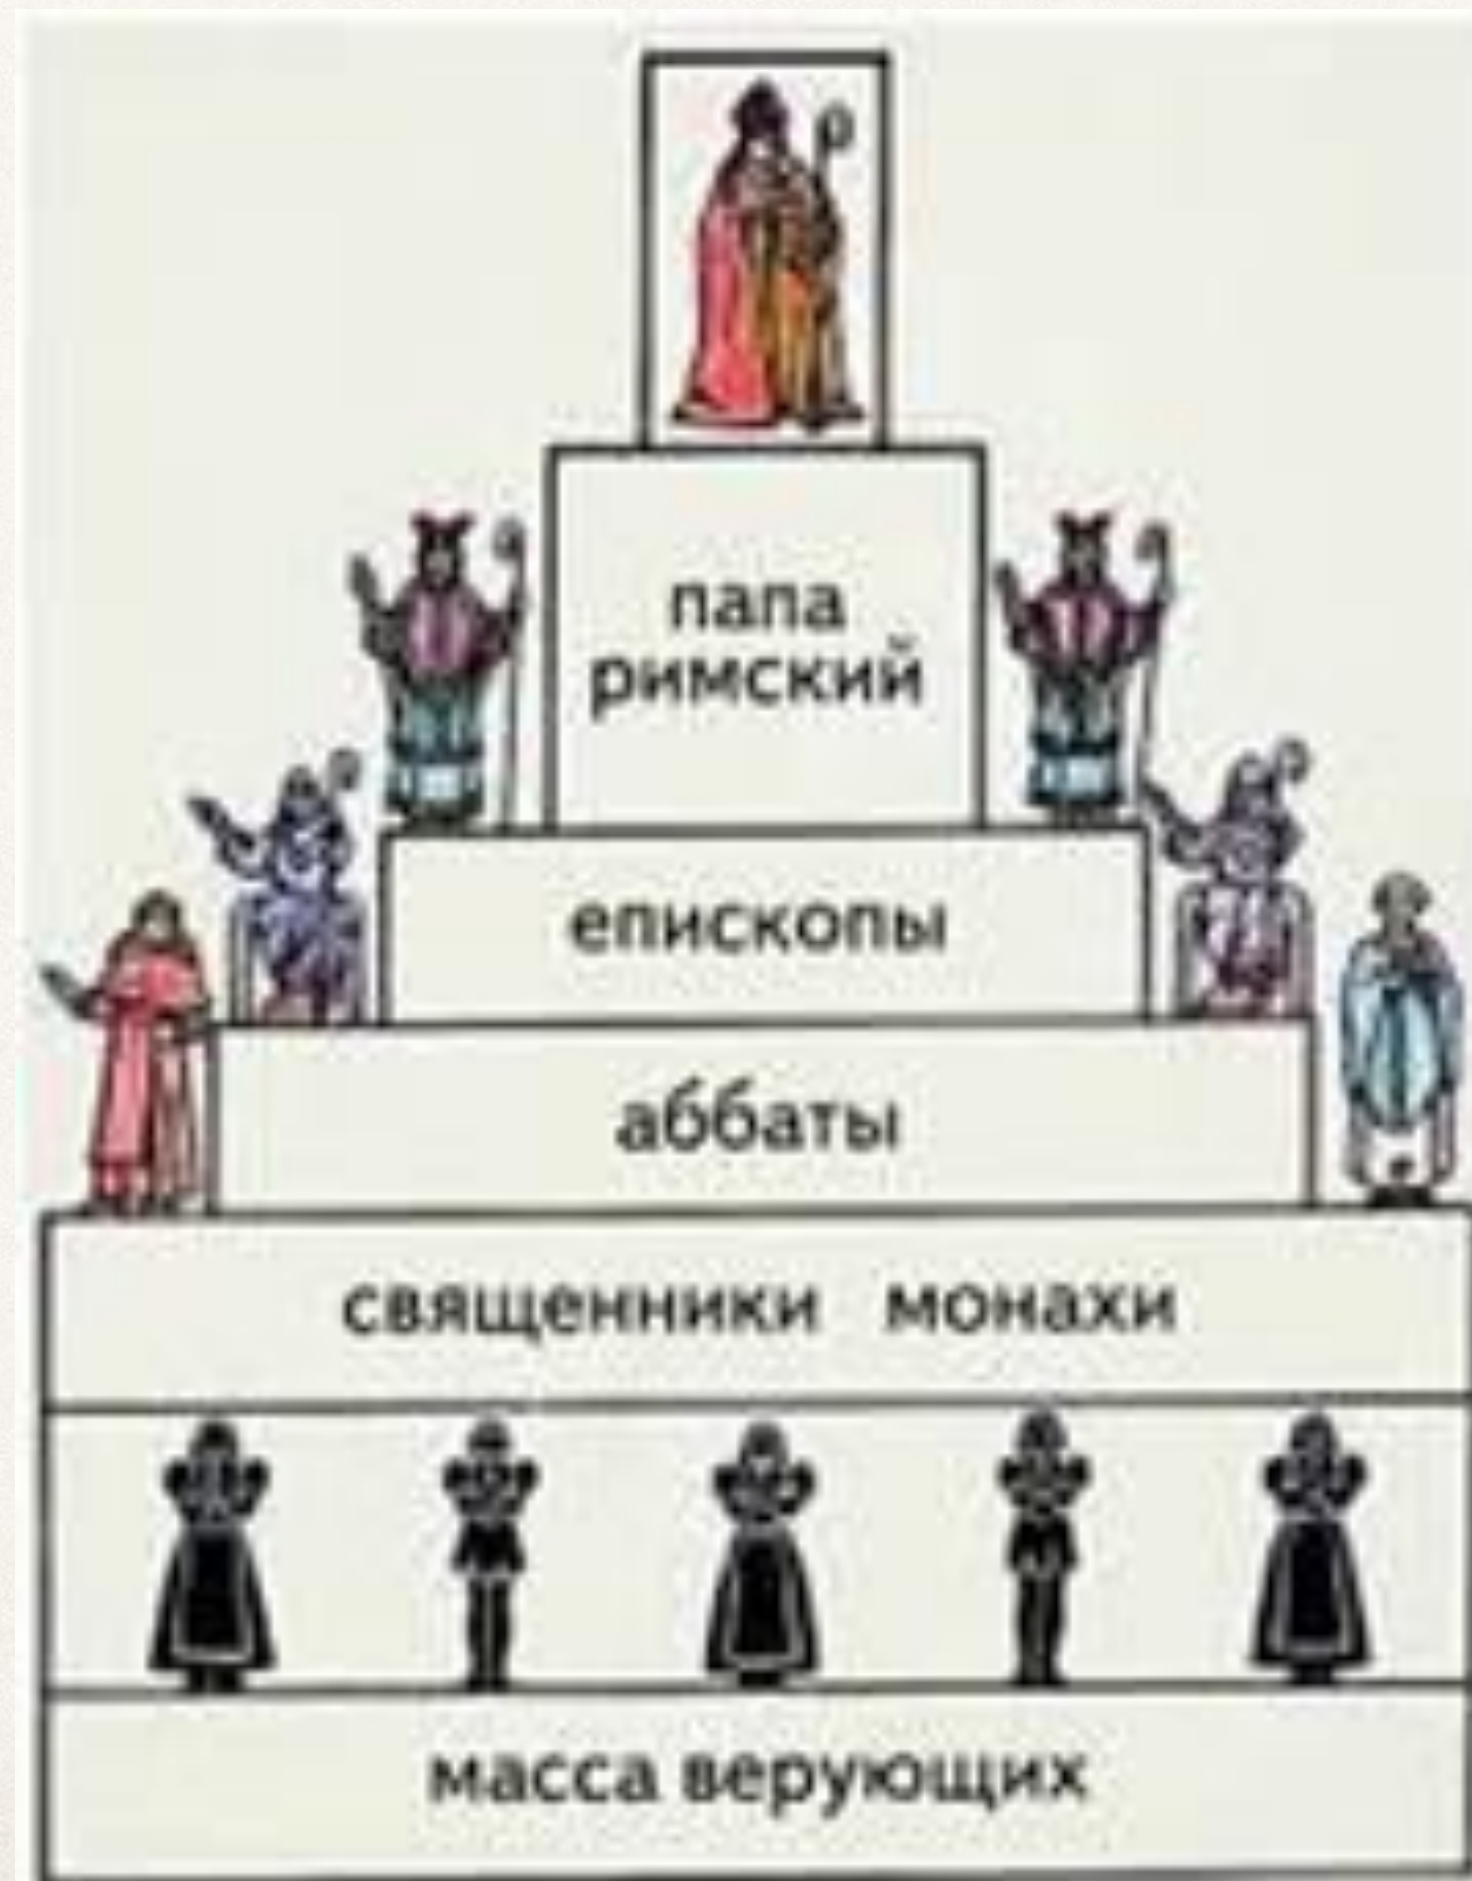 папа
римский
епископы
аббаты
священники монахи
масса верующих